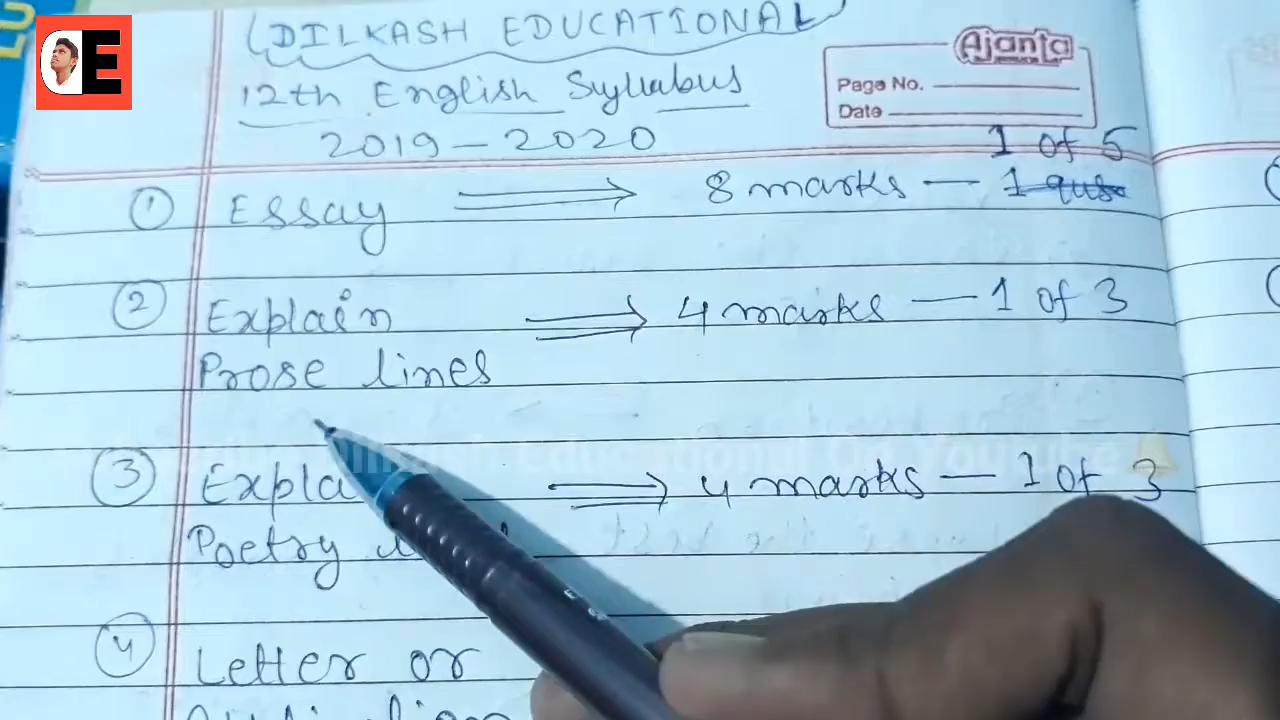 DE
DILKASH EDUCATIONAL
Ajanta
Page No.
Date
12th English Syllabus
2019-2020
1 of 5
① Essay ⟹ 8 marks — 1 qus
② Explain ⟹ 4 marks — 1 of 3
Prose lines
③ Expla ⟹ 4 marks — 1 of 3
Poetry
④ Letter or